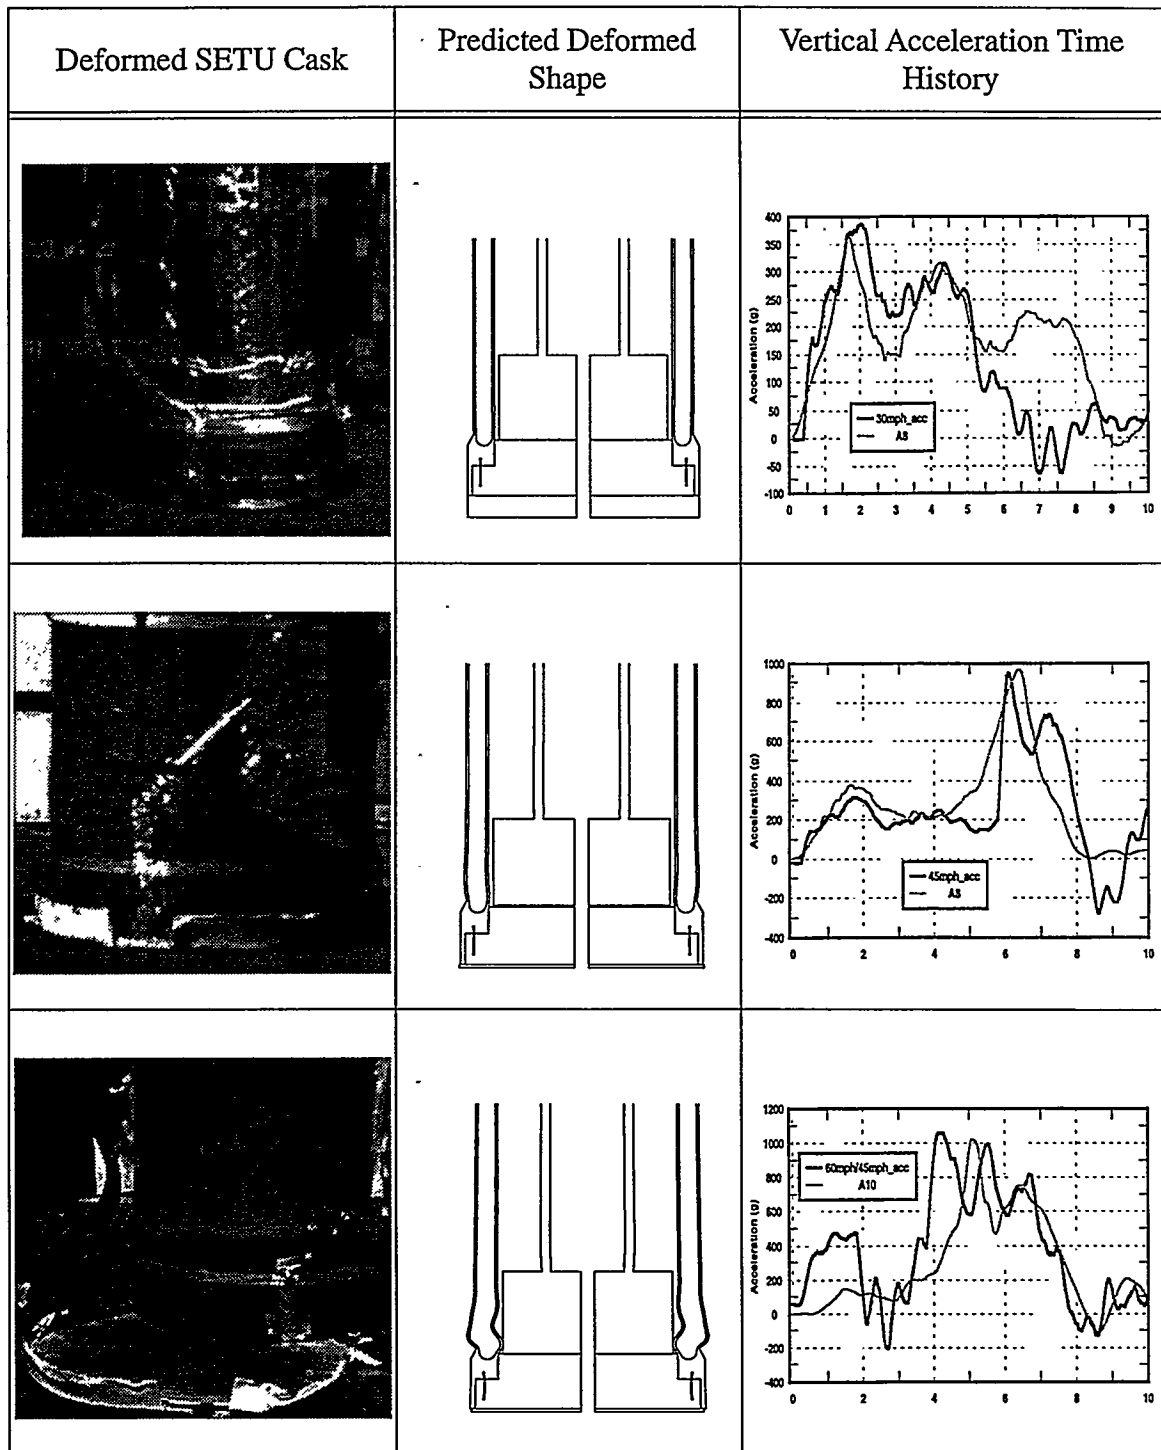 Deformed SETU Cask
Predicted Deformed
Shape
Vertical Acceleration Time
History
400
350
300
250
200
150
100
50
0
-50
-100
Acceleration (g)
30mph_acc
A8
0 1 2 3 4 5 6 7 8 9 10
1000
800
600
400
200
0
-200
-400
Acceleration (g)
45mph_acc
A8
0 2 4 6 8 10
1200
1000
800
600
400
200
0
-200
-400
Acceleration (g)
60mph/45mph_acc
A10
0 2 4 6 8 10